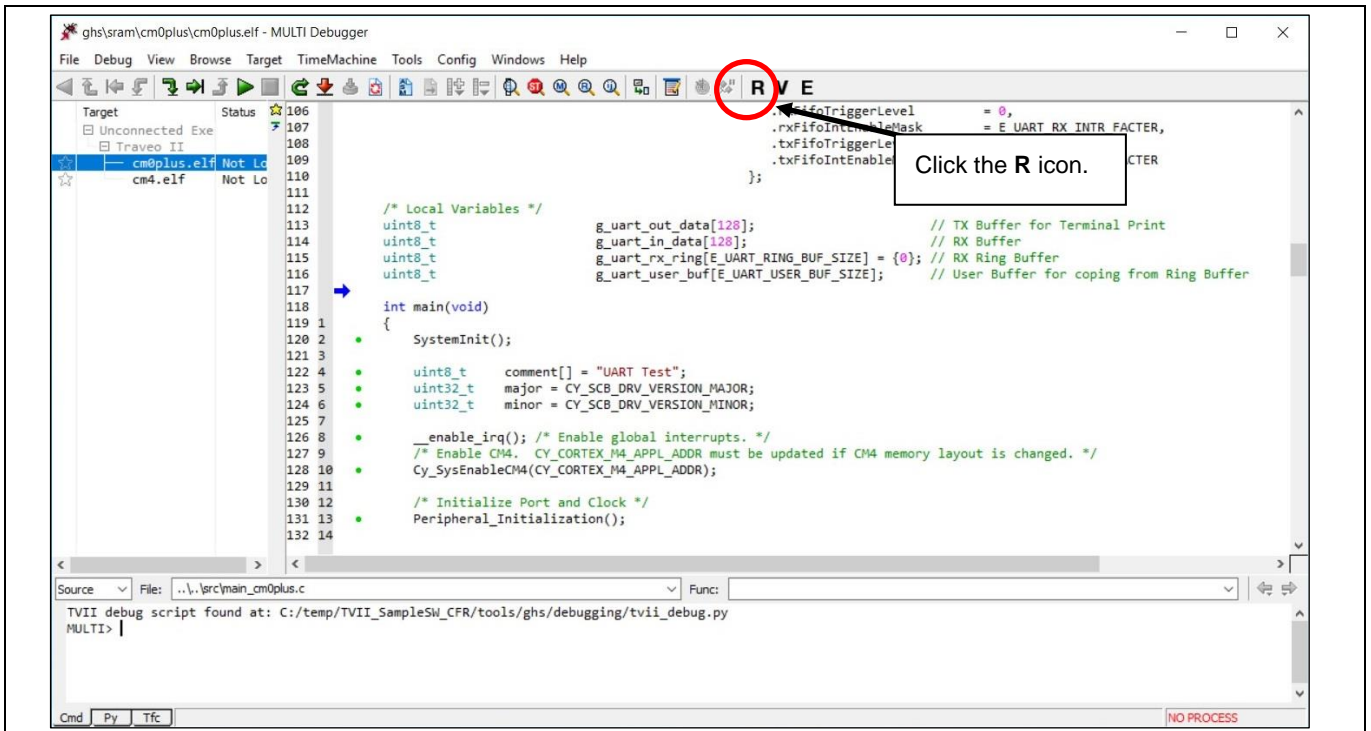 ghs\sram\cm0plus\cm0plus.elf - MULTI Debugger
File Debug View Browse Target TimeMachine Tools Config Windows Help
R V E
Target Status
Unconnected Exe
Traveo II
cm0plus.elf Not Lo
cm4.elf Not Lo
106 .rxFifoTriggerLevel = 0,
107 .rxFifoIntEnableMask = E_UART_RX_INTR_FACTER,
108 .txFifoTriggerLe
109 .txFifoIntEnable CTER
110 };
111
112 /* Local Variables */
113 uint8_t g_uart_out_data[128]; // TX Buffer for Terminal Print
114 uint8_t g_uart_in_data[128]; // RX Buffer
115 uint8_t g_uart_rx_ring[E_UART_RING_BUF_SIZE] = {0}; // RX Ring Buffer
116 uint8_t g_uart_user_buf[E_UART_USER_BUF_SIZE]; // User Buffer for coping from Ring Buffer
117
118 int main(void)
119 1 {
120 2 SystemInit();
121 3
122 4 uint8_t comment[] = "UART Test";
123 5 uint32_t major = CY_SCB_DRV_VERSION_MAJOR;
124 6 uint32_t minor = CY_SCB_DRV_VERSION_MINOR;
125 7
126 8 __enable_irq(); /* Enable global interrupts. */
127 9 /* Enable CM4. CY_CORTEX_M4_APPL_ADDR must be updated if CM4 memory layout is changed. */
128 10 Cy_SysEnableCM4(CY_CORTEX_M4_APPL_ADDR);
129 11
130 12 /* Initialize Port and Clock */
131 13 Peripheral_Initialization();
132 14
Click the R icon.
Source File: ..\..\src\main_cm0plus.c Func:
TVII debug script found at: C:/temp/TVII_SampleSW_CFR/tools/ghs/debugging/tvii_debug.py
MULTI>
Cmd Py Tfc NO PROCESS